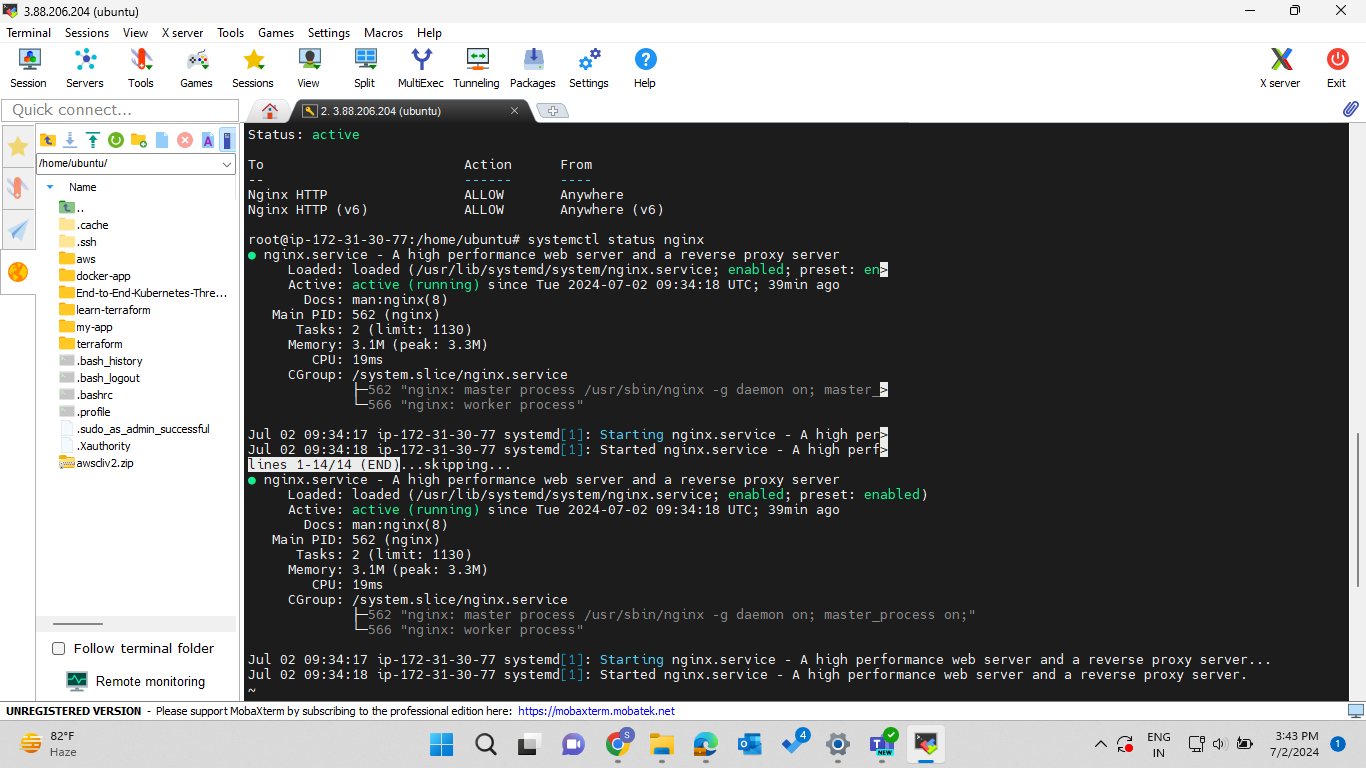 3.88.206.204 (ubuntu)
Terminal Sessions View X server Tools Games Settings Macros Help
Session Servers Tools Games Sessions View Split MultiExec Tunneling Packages Settings Help X server Exit
Quick connect...
2. 3.88.206.204 (ubuntu)
/home/ubuntu/
Name
..
.cache
.ssh
aws
docker-app
End-to-End-Kubernetes-Thre...
learn-terraform
my-app
terraform
.bash_history
.bash_logout
.bashrc
.profile
.sudo_as_admin_successful
.Xauthority
awscliv2.zip
Follow terminal folder
Remote monitoring
Status: active
To Action From
-- ------ ----
Nginx HTTP ALLOW Anywhere
Nginx HTTP (v6) ALLOW Anywhere (v6)
root@ip-172-31-30-77:/home/ubuntu# systemctl status nginx
● nginx.service - A high performance web server and a reverse proxy server
Loaded: loaded (/usr/lib/systemd/system/nginx.service; enabled; preset: en>
Active: active (running) since Tue 2024-07-02 09:34:18 UTC; 39min ago
Docs: man:nginx(8)
Main PID: 562 (nginx)
Tasks: 2 (limit: 1130)
Memory: 3.1M (peak: 3.3M)
CPU: 19ms
CGroup: /system.slice/nginx.service
├─562 "nginx: master process /usr/sbin/nginx -g daemon on; master_>
└─566 "nginx: worker process"
Jul 02 09:34:17 ip-172-31-30-77 systemd[1]: Starting nginx.service - A high per>
Jul 02 09:34:18 ip-172-31-30-77 systemd[1]: Started nginx.service - A high perf>
lines 1-14/14 (END)...skipping...
● nginx.service - A high performance web server and a reverse proxy server
Loaded: loaded (/usr/lib/systemd/system/nginx.service; enabled; preset: enabled)
Active: active (running) since Tue 2024-07-02 09:34:18 UTC; 39min ago
Docs: man:nginx(8)
Main PID: 562 (nginx)
Tasks: 2 (limit: 1130)
Memory: 3.1M (peak: 3.3M)
CPU: 19ms
CGroup: /system.slice/nginx.service
├─562 "nginx: master process /usr/sbin/nginx -g daemon on; master_process on;"
└─566 "nginx: worker process"
Jul 02 09:34:17 ip-172-31-30-77 systemd[1]: Starting nginx.service - A high performance web server and a reverse proxy server...
Jul 02 09:34:18 ip-172-31-30-77 systemd[1]: Started nginx.service - A high performance web server and a reverse proxy server.
~
UNREGISTERED VERSION - Please support MobaXterm by subscribing to the professional edition here: https://mobaxterm.mobatek.net
82°F
Haze
S
4
NEW
ENG
IN
3:43 PM
7/2/2024
1